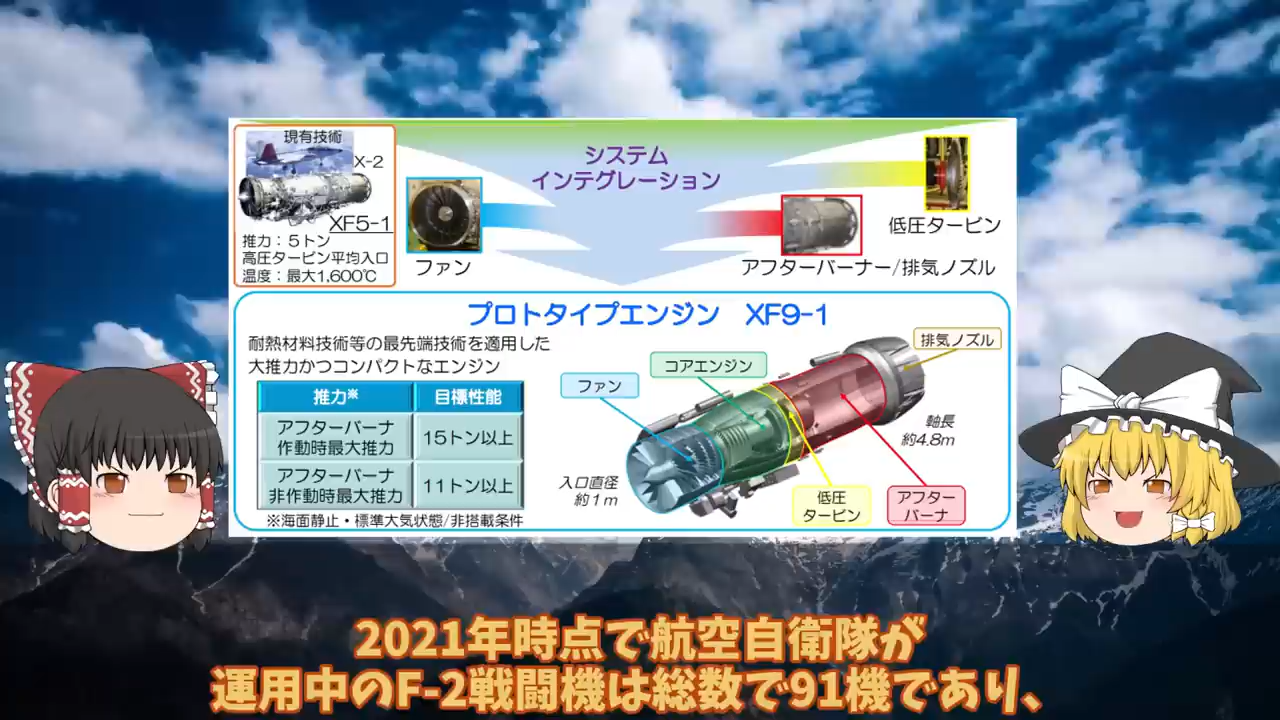 現有技術
X-2
XF5-1
推力:5トン
高圧タービン平均入口
温度:最大1,600℃
ファン
システム
インテグレーション
アフターバーナー/排気ノズル
低圧タービン
プロトタイプエンジン XF9-1
耐熱材料技術等の最先端技術を適用した
大推力かつコンパクトなエンジン
推力※ 目標性能
アフターバーナ
作動時最大推力
15トン以上
アフターバーナ
非作動時最大推力
11トン以上
※海面静止・標準大気状態/非搭載条件
ファン
コアエンジン
排気ノズル
入口直径
約1m
軸長
約4.8m
低圧
タービン
アフター
バーナ
2021年時点で航空自衛隊が
運用中のF-2戦闘機は総数で91機であり、